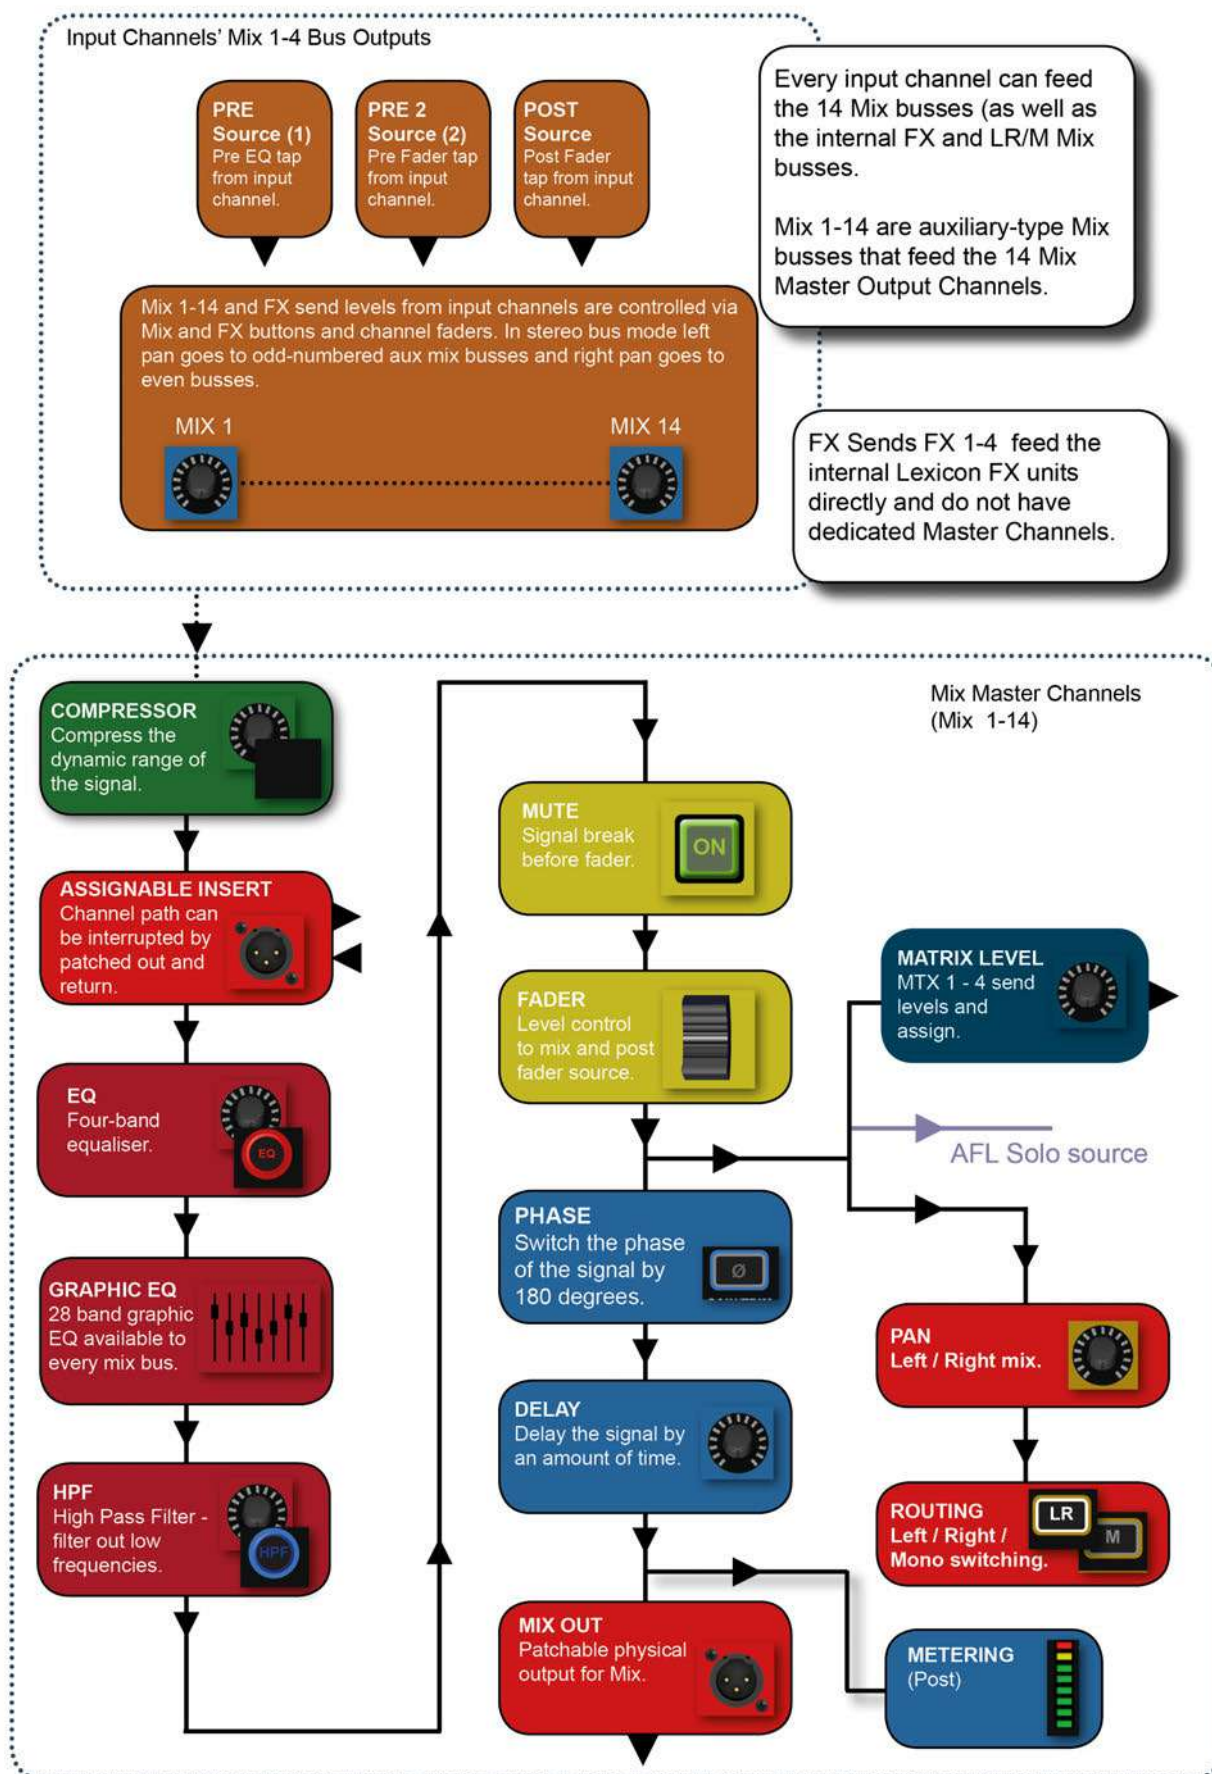 Input Channels' Mix 1-4 Bus Outputs
PRE
Source (1)
Pre EQ tap
from input
channel.
PRE 2
Source (2)
Pre Fader tap
from input
channel.
POST
Source
Post Fader
tap from input
channel.
Every input channel can feed
the 14 Mix busses (as well as
the internal FX and LR/M Mix
busses.
Mix 1-14 are auxiliary-type Mix
busses that feed the 14 Mix
Master Output Channels.
Mix 1-14 and FX send levels from input channels are controlled via
Mix and FX buttons and channel faders. In stereo bus mode left
pan goes to odd-numbered aux mix busses and right pan goes to
even busses.
MIX 1
MIX 14
FX Sends FX 1-4 feed the
internal Lexicon FX units
directly and do not have
dedicated Master Channels.
Mix Master Channels
(Mix 1-14)
COMPRESSOR
Compress the
dynamic range of
the signal.
ASSIGNABLE INSERT
Channel path can
be interrupted by
patched out and
return.
EQ
Four-band
equaliser.
EQ
GRAPHIC EQ
28 band graphic
EQ available to
every mix bus.
HPF
High Pass Filter -
filter out low
frequencies.
HPF
MUTE
Signal break
before fader.
ON
FADER
Level control
to mix and post
fader source.
MATRIX LEVEL
MTX 1 - 4 send
levels and
assign.
AFL Solo source
PHASE
Switch the phase
of the signal by
180 degrees.
Ø
PAN
Left / Right mix.
DELAY
Delay the signal by
an amount of time.
ROUTING
Left / Right /
Mono switching.
LR
M
MIX OUT
Patchable physical
output for Mix.
METERING
(Post)